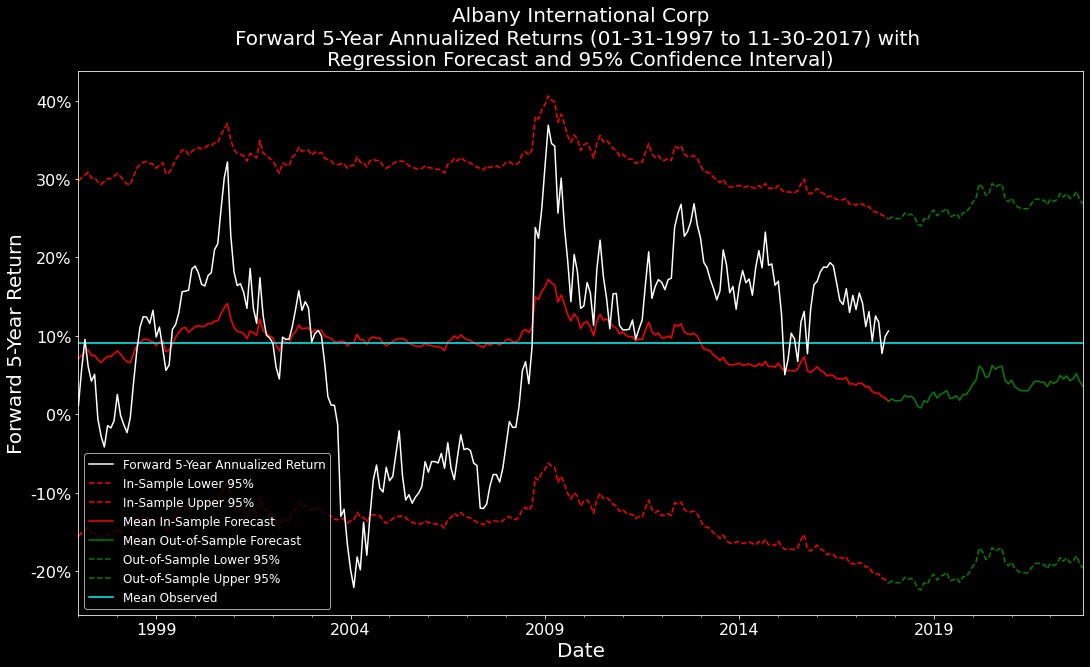 Albany International Corp
Forward 5-Year Annualized Returns (01-31-1997 to 11-30-2017) with
Regression Forecast and 95% Confidence Interval)
Forward 5-Year Return
40%
30%
20%
10%
0%
-10%
-20%
Forward 5-Year Annualized Return
In-Sample Lower 95%
In-Sample Upper 95%
Mean In-Sample Forecast
Mean Out-of-Sample Forecast
Out-of-Sample Lower 95%
Out-of-Sample Upper 95%
Mean Observed
1999
2004
2009
2014
2019
Date